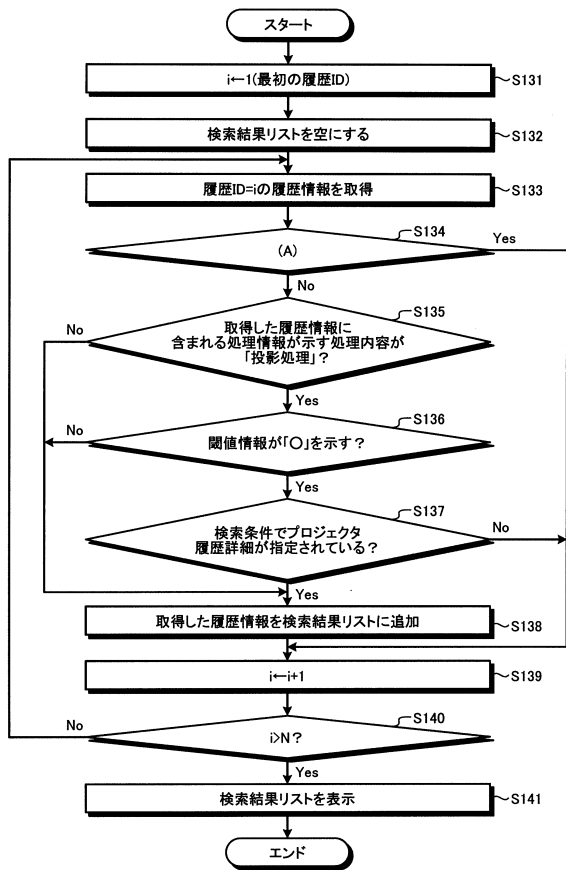 スタート
i←1(最初の履歴ID)
S131
検索結果リストを空にする
S132
履歴ID=iの履歴情報を取得
S133
(A)
S134
Yes
No
取得した履歴情報に
含まれる処理情報が示す処理内容が
「投影処理」?
S135
No
Yes
閾値情報が「○」を示す?
S136
No
Yes
検索条件でプロジェクタ
履歴詳細が指定されている?
S137
No
Yes
取得した履歴情報を検索結果リストに追加
S138
i←i+1
S139
i>N?
S140
No
Yes
検索結果リストを表示
S141
エンド